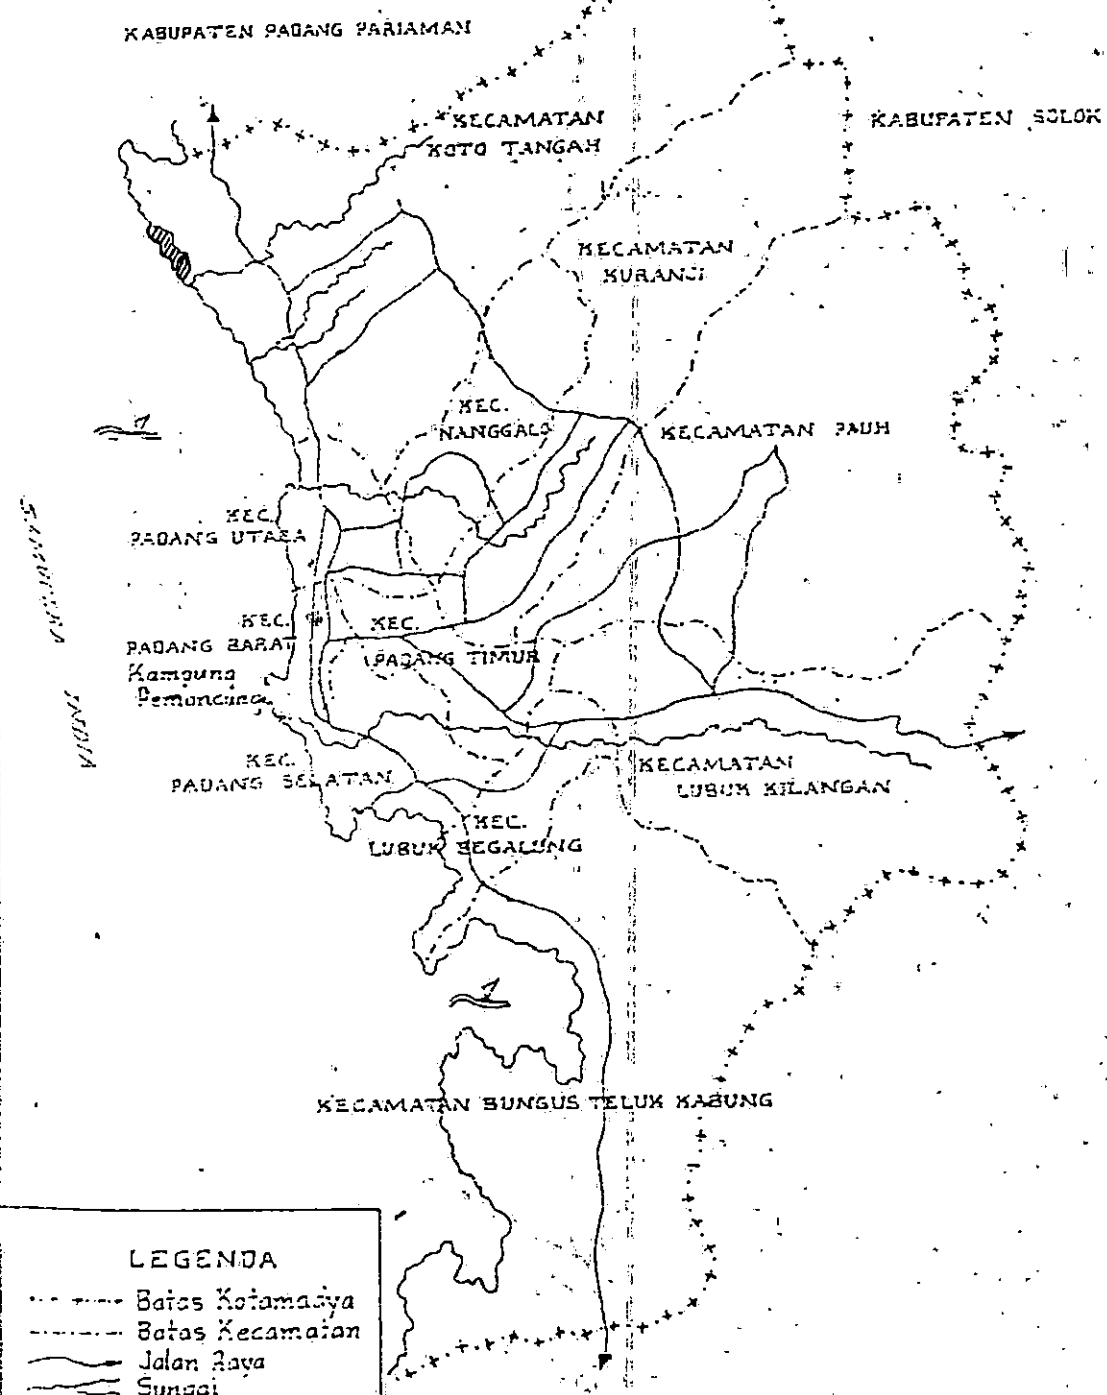 KABUPATEN PADANG PARIAMAN
KECAMATAN
KOTO TANGAH
KABUPATEN SOLOK
KECAMATAN
KURANJI
KEC.
NANGGALO
KECAMATAN PAUH
KEC.
PADANG UTARA
SAMUDERA
INDIA
KEC.
PADANG BARAT
KEC.
PADANG TIMUR
Kampung
Pemancing
KEC.
PADANG SELATAN
KECAMATAN
LUBUK KILANGAN
KEC.
LUBUK BEGALUNG
KECAMATAN BUNGUS TELUK KABUNG
LEGENDA
Batas Kotamadya
Batas Kecamatan
Jalan Raya
Sungai